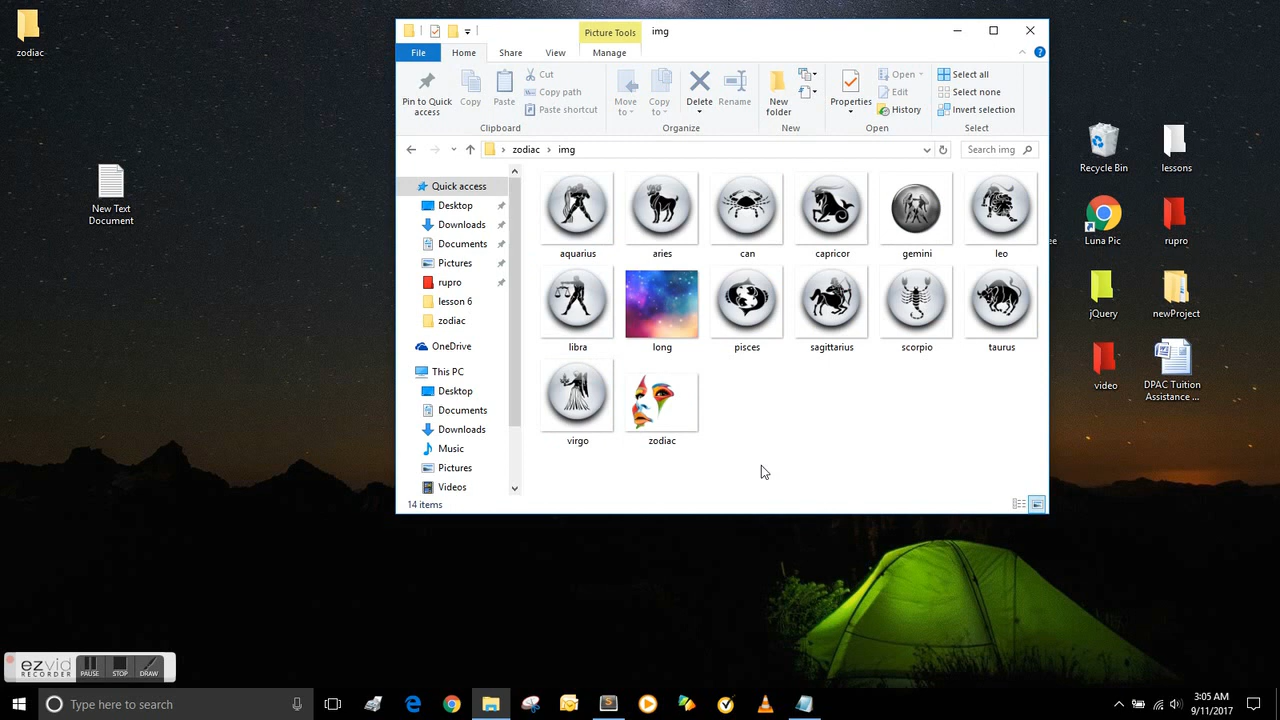 zodiac
New Text
Document
Picture Tools
img
File
Home
Share
View
Manage
Pin to Quick
access
Copy
Paste
Cut
Copy path
Paste shortcut
Clipboard
Move
to
Copy
to
Delete
Rename
Organize
New
folder
New
Properties
Open
Edit
History
Open
Select all
Select none
Invert selection
Select
zodiac
img
Search img
Quick access
Desktop
Downloads
Documents
Pictures
rupro
lesson 6
zodiac
OneDrive
This PC
Desktop
Documents
Downloads
Music
Pictures
Videos
aquarius
aries
can
capricor
gemini
leo
libra
long
pisces
sagittarius
scorpio
taurus
virgo
zodiac
14 items
Recycle Bin
lessons
Luna Pic
rupro
jQuery
newProject
video
DPAC Tuition
Assistance ...
ezvid
RECORDER
PAUSE
STOP
DRAW
Type here to search
3:05 AM
9/11/2017